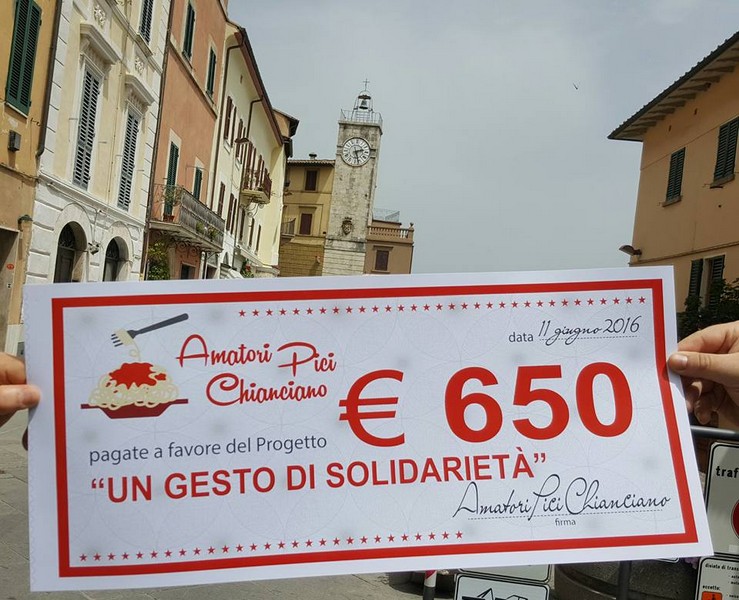 Amatori Pici
Chianciano
data 11 giugno 2016
€ 650
pagate a favore del Progetto
“UN GESTO DI SOLIDARIETÀ”
Amatori Pici Chianciano
firma
traf